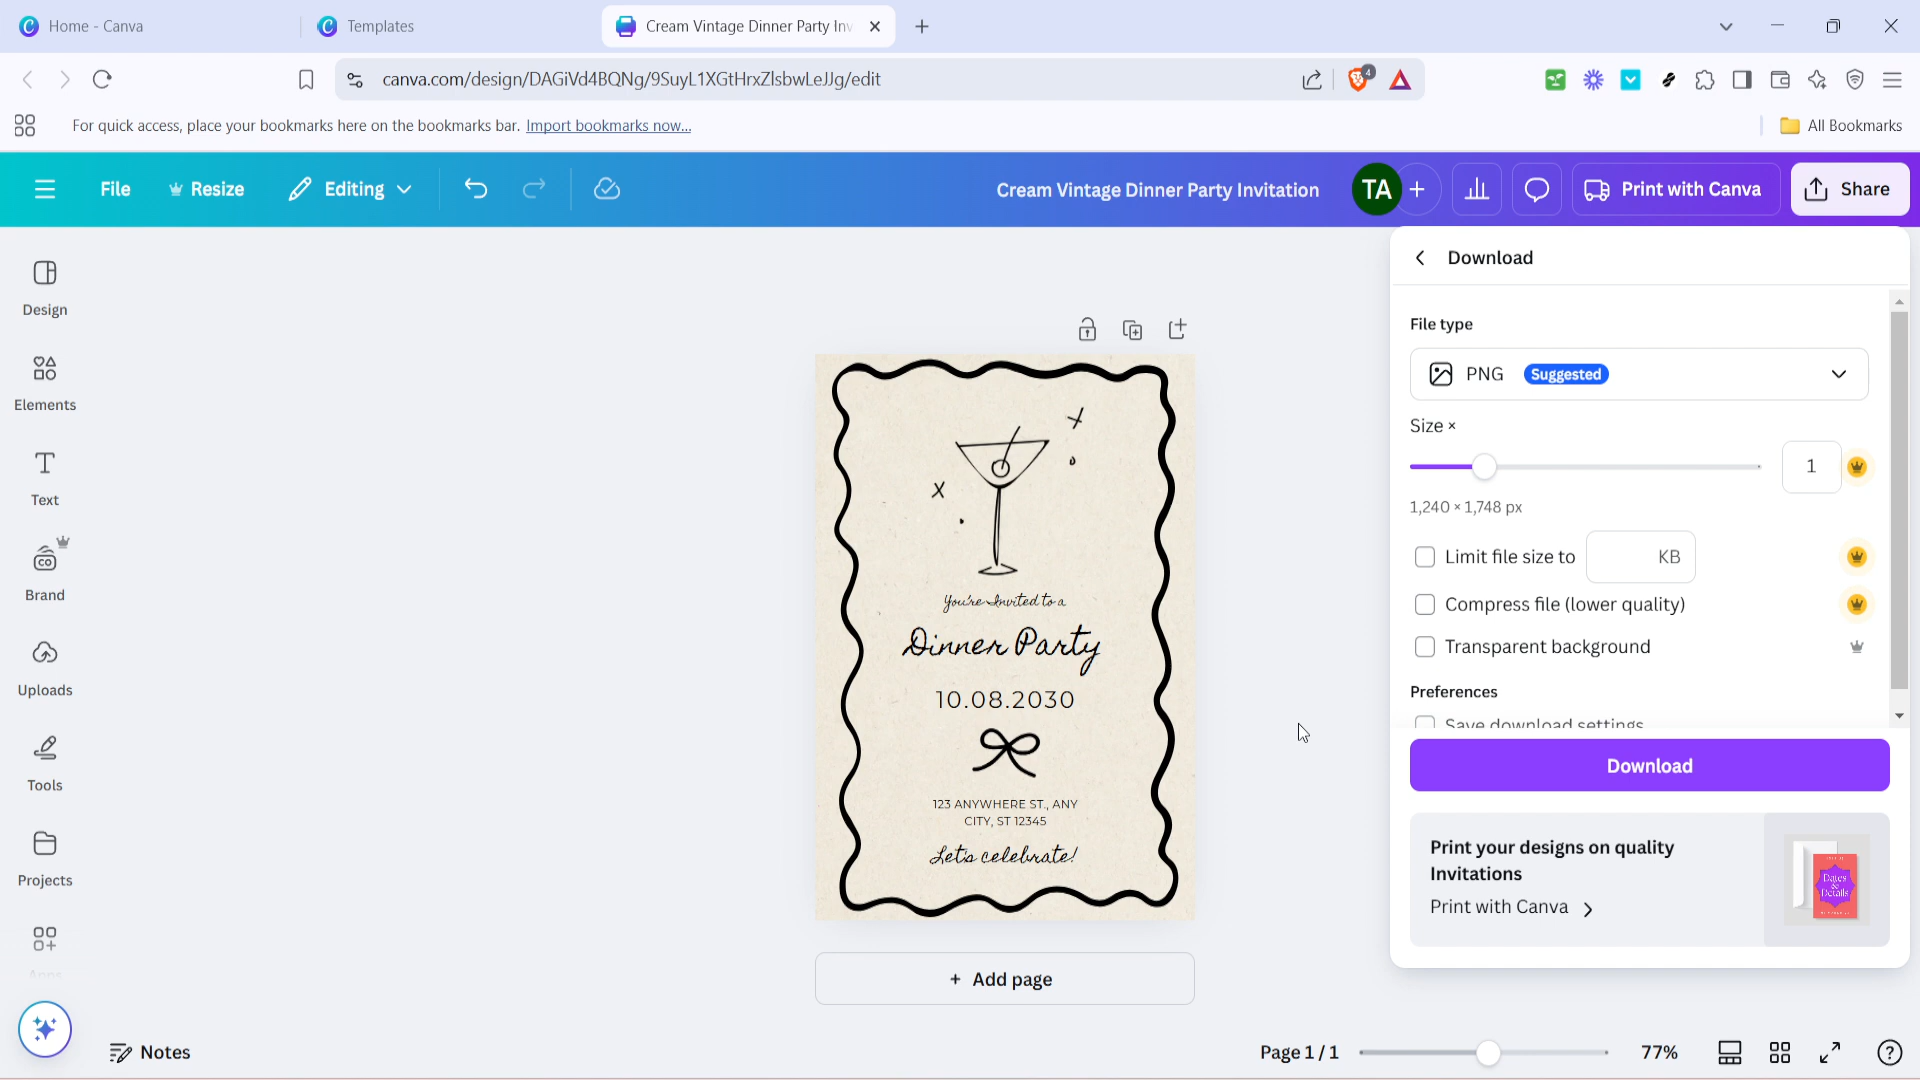 Home - Canva
Templates
Cream Vintage Dinner Party Inv
canva.com/design/DAGiVd4BQNg/9SuyL1XGtHrxZlsbwLeJJg/edit
4
For quick access, place your bookmarks here on the bookmarks bar. Import bookmarks now...
All Bookmarks
File
Resize
Editing
Cream Vintage Dinner Party Invitation
TA
Print with Canva
Share
Design
Elements
Text
Brand
Uploads
Tools
Projects
Apps
You're Invited to a
Dinner Party
10.08.2030
123 ANYWHERE ST., ANY
CITY, ST 12345
Let's celebrate!
+ Add page
Download
File type
PNG Suggested
Size ×
1
1,240 × 1,748 px
Limit file size to KB
Compress file (lower quality)
Transparent background
Preferences
Save download settings
Download
Print your designs on quality
Invitations
Print with Canva
Dates
& Details
Notes
Page 1 / 1
77%